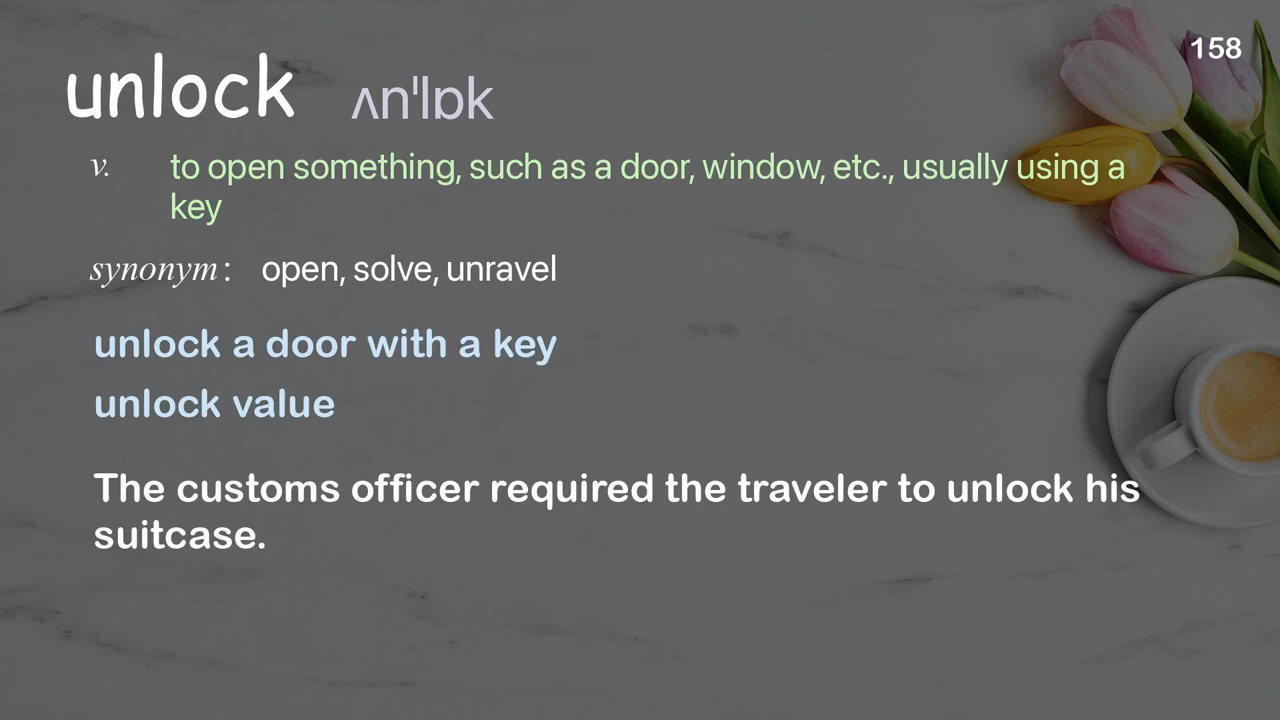 158
unlock ʌnˈlɒk
v. to open something, such as a door, window, etc., usually using a
key
synonym: open, solve, unravel
unlock a door with a key
unlock value
The customs officer required the traveler to unlock his
suitcase.